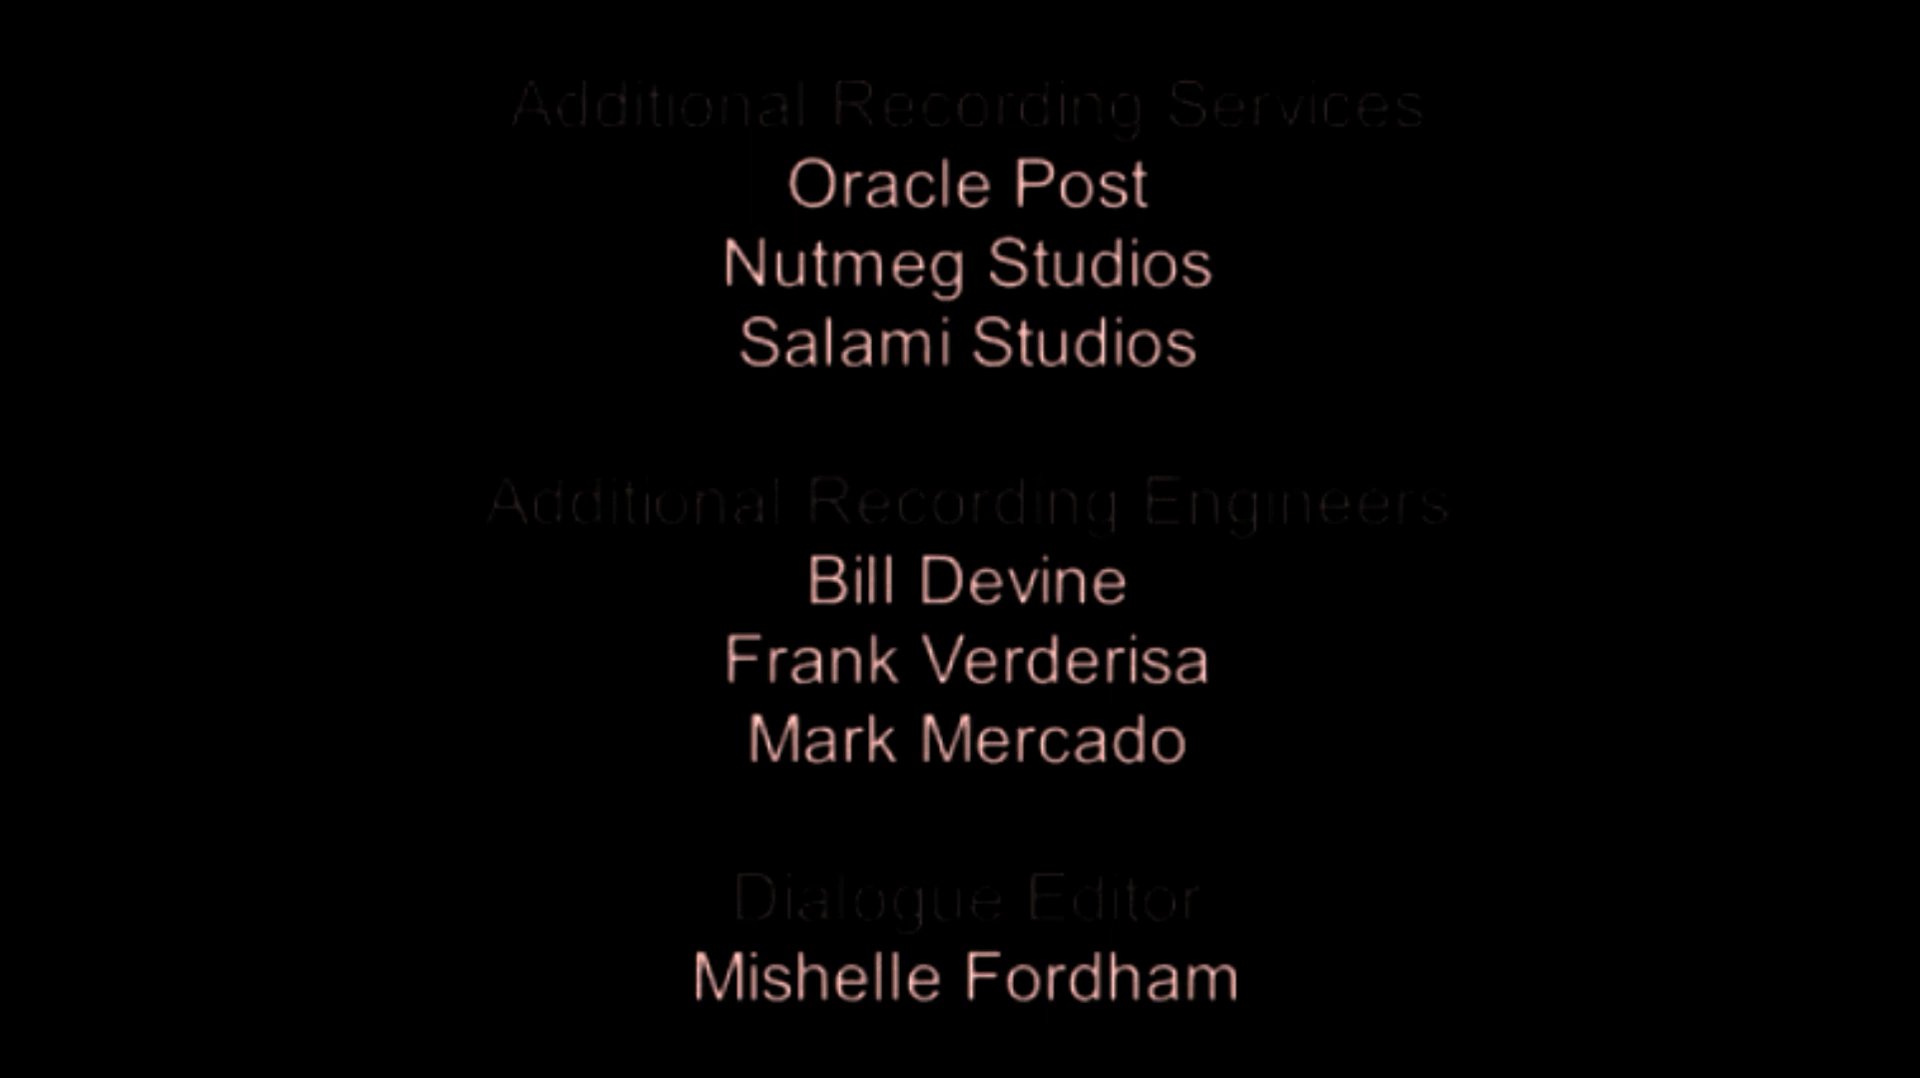 Additional Recording Services
Oracle Post
Nutmeg Studios
Salami Studios
Additional Recording Engineers
Bill Devine
Frank Verderisa
Mark Mercado
Dialogue Editor
Mishelle Fordham